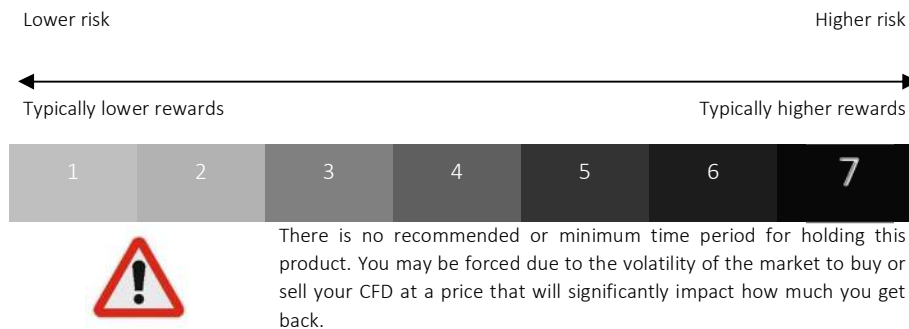 Lower risk Higher risk
Typically lower rewards Typically higher rewards
1 2 3 4 5 6 7
There is no recommended or minimum time period for holding this
product. You may be forced due to the volatility of the market to buy or
sell your CFD at a price that will significantly impact how much you get
back.